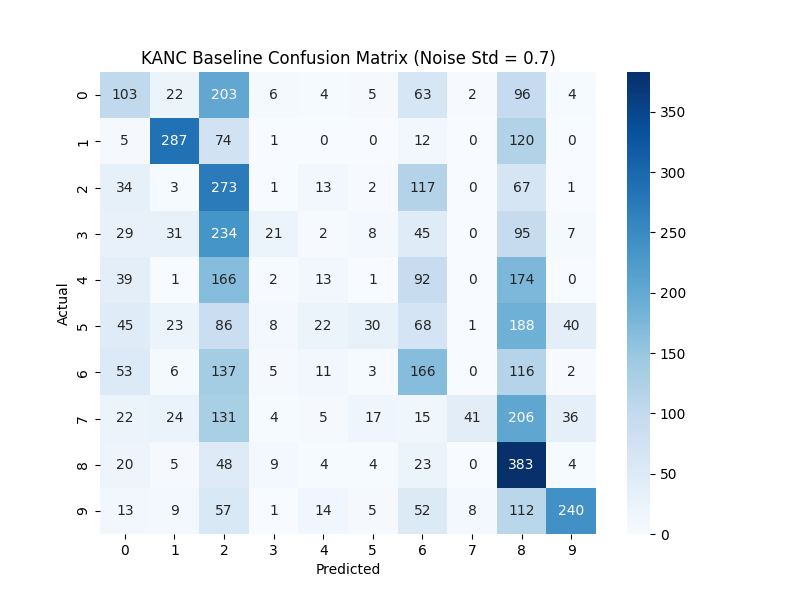 KANC Baseline Confusion Matrix (Noise Std = 0.7)
0 103 22 203 6 4 5 63 2 96 4
1 5 287 74 1 0 0 12 0 120 0
2 34 3 273 1 13 2 117 0 67 1
3 29 31 234 21 2 8 45 0 95 7
4 39 1 166 2 13 1 92 0 174 0
5 45 23 86 8 22 30 68 1 188 40
6 53 6 137 5 11 3 166 0 116 2
7 22 24 131 4 5 17 15 41 206 36
8 20 5 48 9 4 4 23 0 383 4
9 13 9 57 1 14 5 52 8 112 240
0 1 2 3 4 5 6 7 8 9
Predicted
Actual
350
300
250
200
150
100
50
0